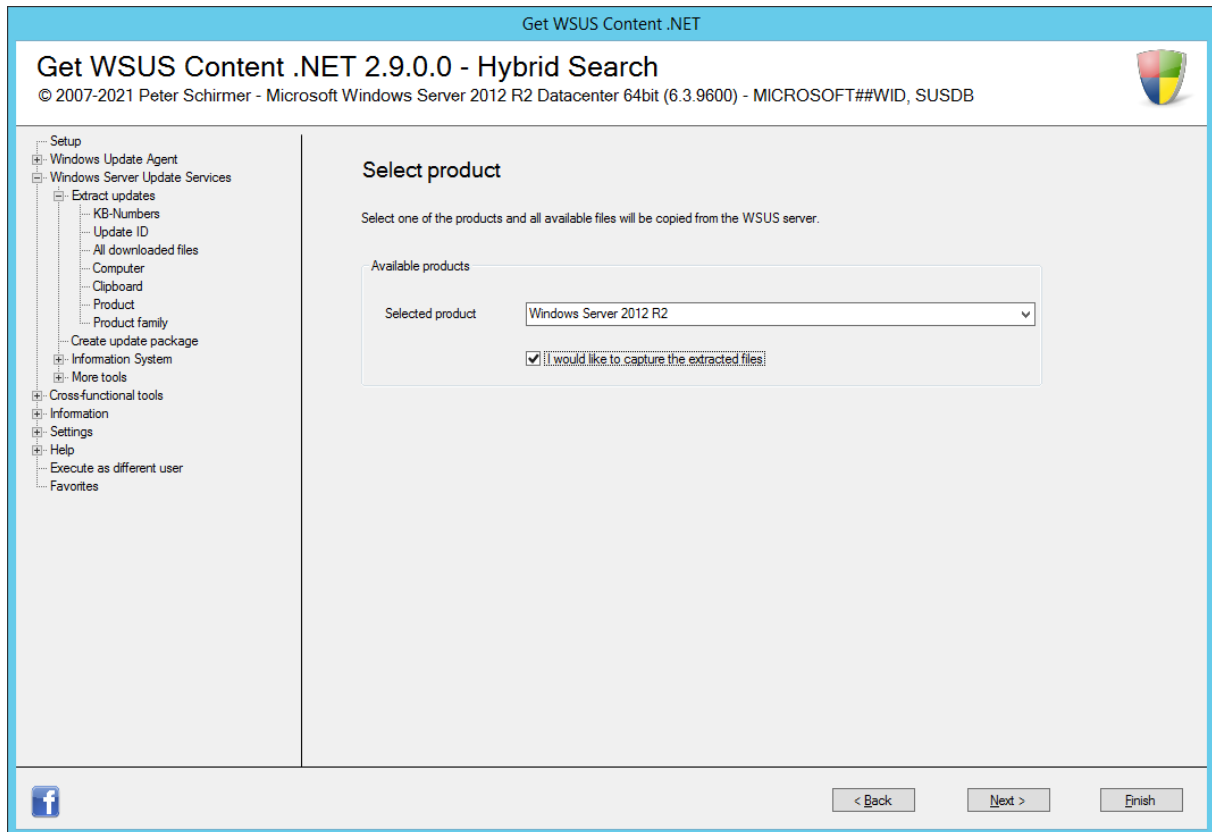 Get WSUS Content .NET
Get WSUS Content .NET 2.9.0.0 - Hybrid Search
© 2007-2021 Peter Schirmer - Microsoft Windows Server 2012 R2 Datacenter 64bit (6.3.9600) - MICROSOFT##WID, SUSDB
Setup
Windows Update Agent
Windows Server Update Services
Extract updates
KB-Numbers
Update ID
All downloaded files
Computer
Clipboard
Product
Product family
Create update package
Information System
More tools
Cross-functional tools
Information
Settings
Help
Execute as different user
Favorites
Select product
Select one of the products and all available files will be copied from the WSUS server.
Available products
Selected product
Windows Server 2012 R2
I would like to capture the extracted files
f
< Back
Next >
Finish